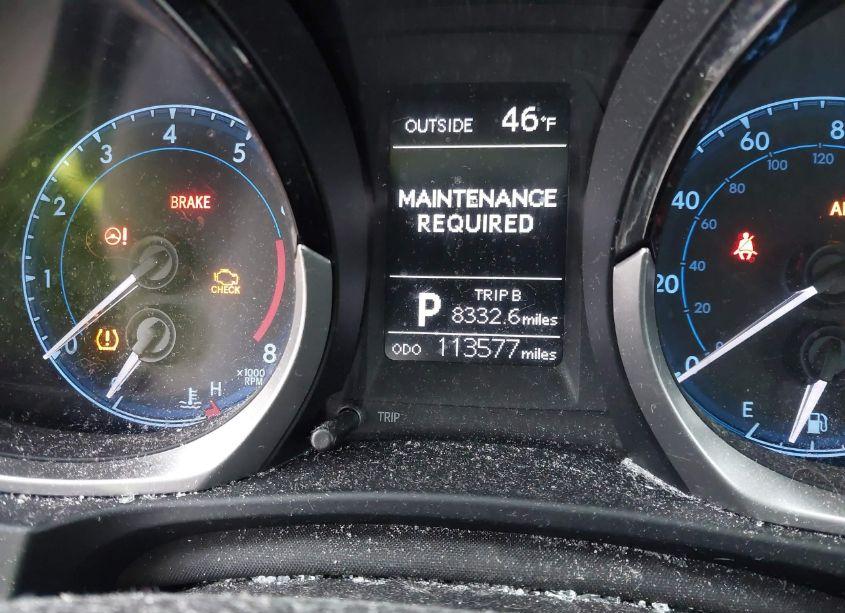 OUTSIDE 46°F
MAINTENANCE
REQUIRED
P
TRIP B
8332.6 miles
ODO 113577 miles
TRIP
0
1
2
3
4
5
8
×1000
RPM
BRAKE
CHECK
H
0
20
40
60
0
20
40
60
80
100
120
E